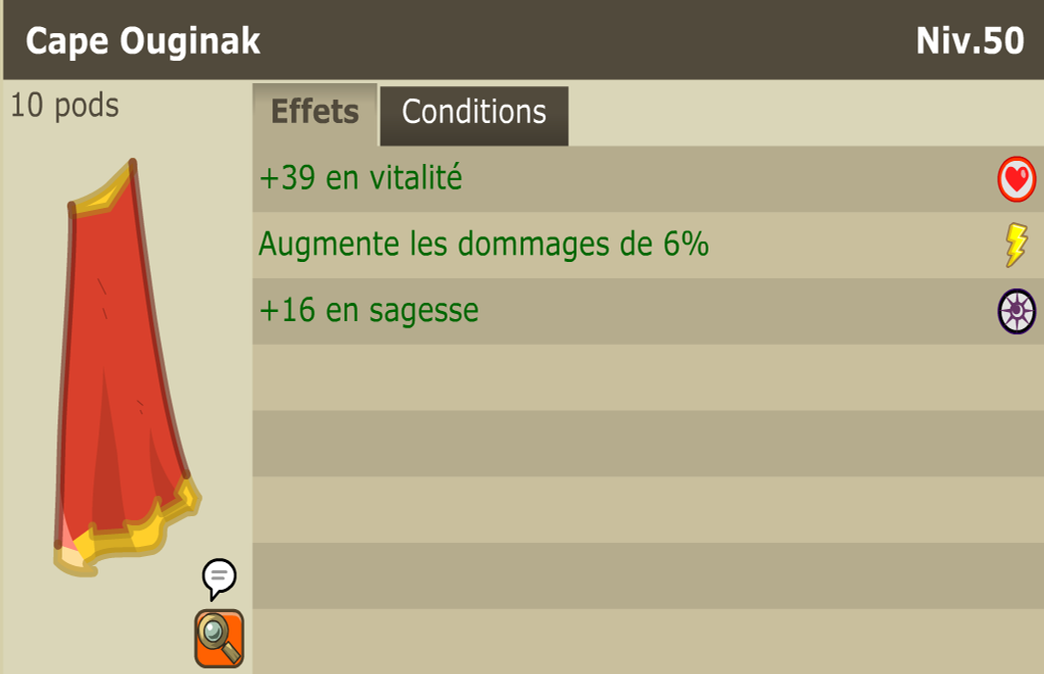 Cape Ouginak
Niv.50
10 pods
Effets
Conditions
+39 en vitalité
Augmente les dommages de 6%
+16 en sagesse